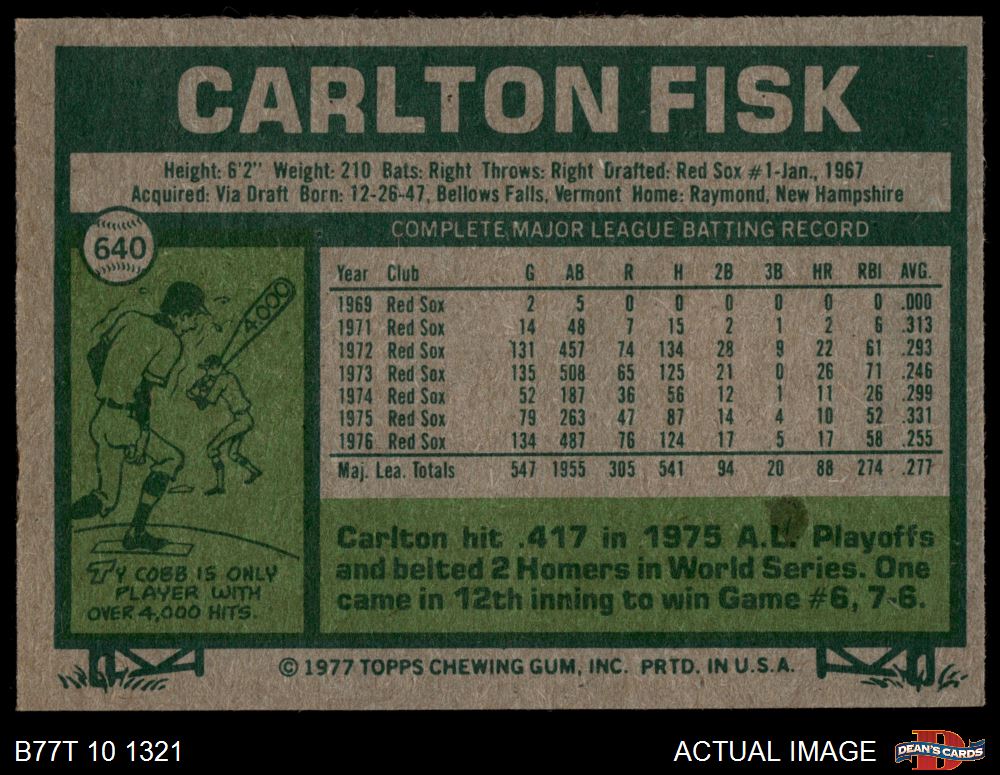 CARLTON FISK
Height: 6'2" Weight: 210 Bats: Right Throws: Right Drafted: Red Sox #1-Jan., 1967
Acquired: Via Draft Born: 12-26-47, Bellows Falls, Vermont Home: Raymond, New Hampshire
640
COMPLETE MAJOR LEAGUE BATTING RECORD
Year Club G AB R H 2B 3B HR RBI AVG.
1969 Red Sox 2 5 0 0 0 0 0 0 .000
1971 Red Sox 14 48 7 15 2 1 2 6 .313
1972 Red Sox 131 457 74 134 28 9 22 61 .293
1973 Red Sox 135 508 65 125 21 0 26 71 .246
1974 Red Sox 52 187 36 56 12 1 11 26 .299
1975 Red Sox 79 263 47 87 14 4 10 52 .331
1976 Red Sox 134 487 76 124 17 5 17 58 .255
Maj. Lea. Totals 547 1955 305 541 94 20 88 274 .277
4,000
TY COBB IS ONLY
PLAYER WITH
OVER 4,000 HITS.
Carlton hit .417 in 1975 A.L. Playoffs
and belted 2 Homers in World Series. One
came in 12th inning to win Game #6, 7-6.
©1977 TOPPS CHEWING GUM, INC. PRTD. IN U.S.A.
B77T 10 1321
ACTUAL IMAGE
DEAN'S CARDS